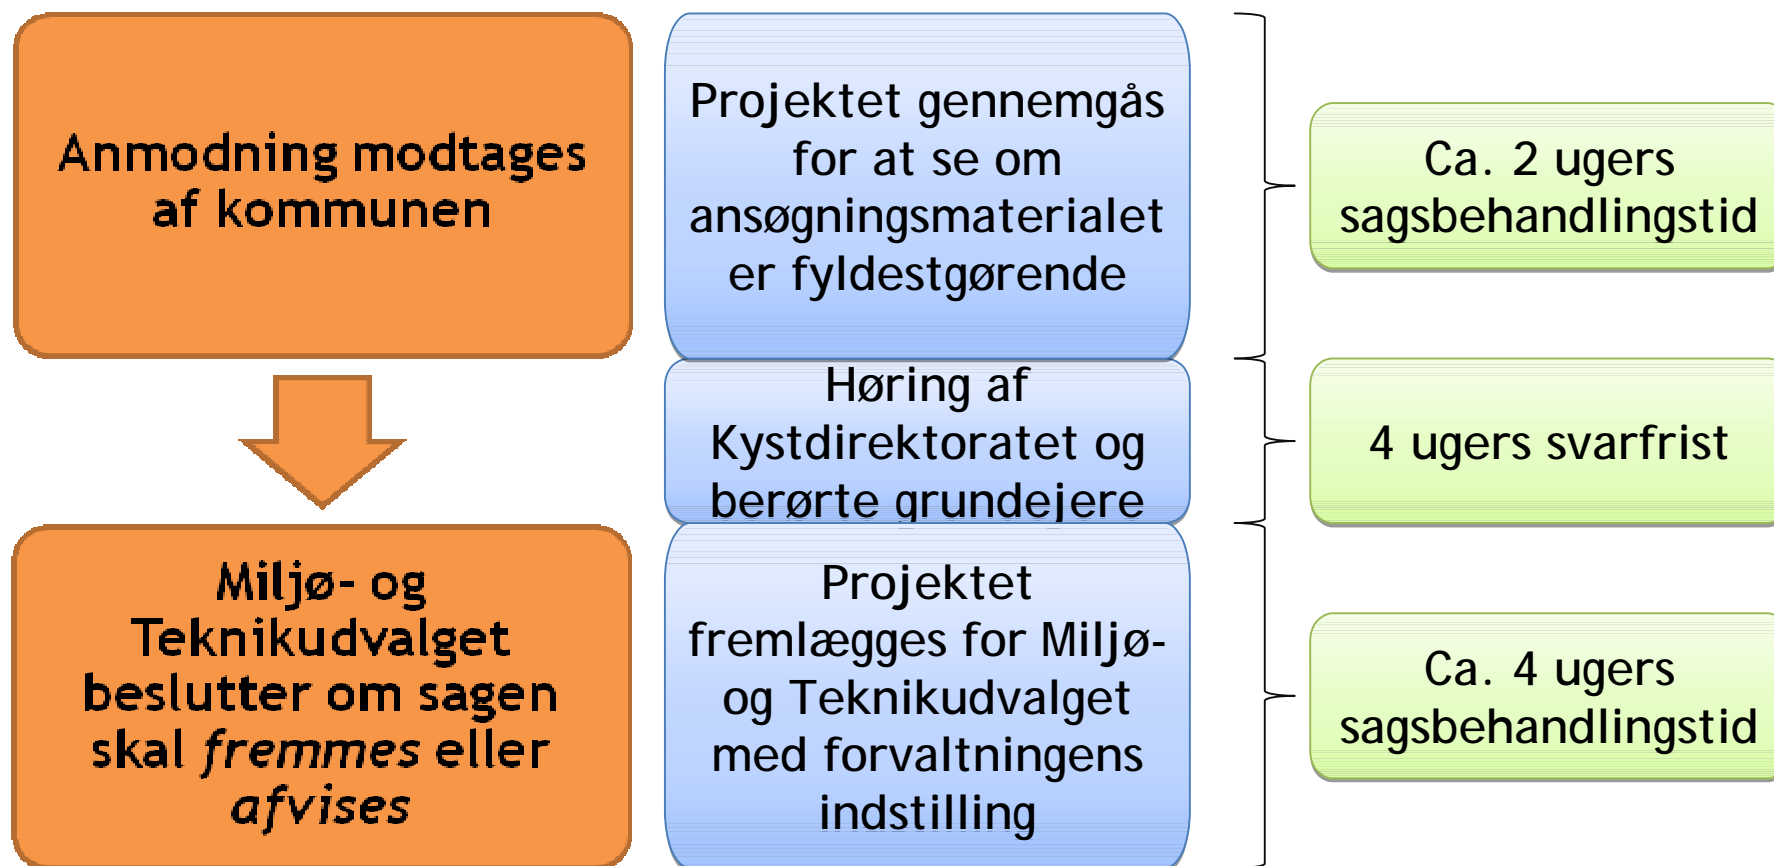 Anmodning modtages
af kommunen
Projektet gennemgås
for at se om
ansøgningsmaterialet
er fyldestgørende
Ca. 2 ugers
sagsbehandlingstid
Høring af
Kystdirektoratet og
berørte grundejere
4 ugers svarfrist
Miljø- og
Teknikudvalget
beslutter om sagen
skal fremmes eller
afvises
Projektet
fremlægges for Miljø-
og Teknikudvalget
med forvaltningens
indstilling
Ca. 4 ugers
sagsbehandlingstid